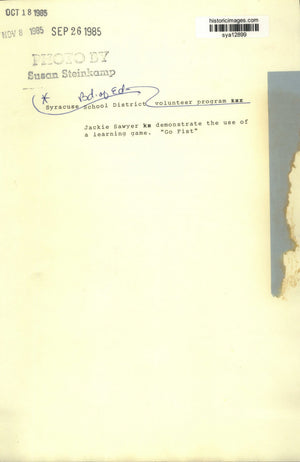 OCT 18 1985
NOV 8 1985 SEP 26 1985
historicimages.com
sya12899
PHOTO BY
Susan Steinkamp
* Bd. of Ed.
Syracuse School District volunteer program xxx
Jackie Sawyer to demonstrate the use of
a learning game. "Go Fist"